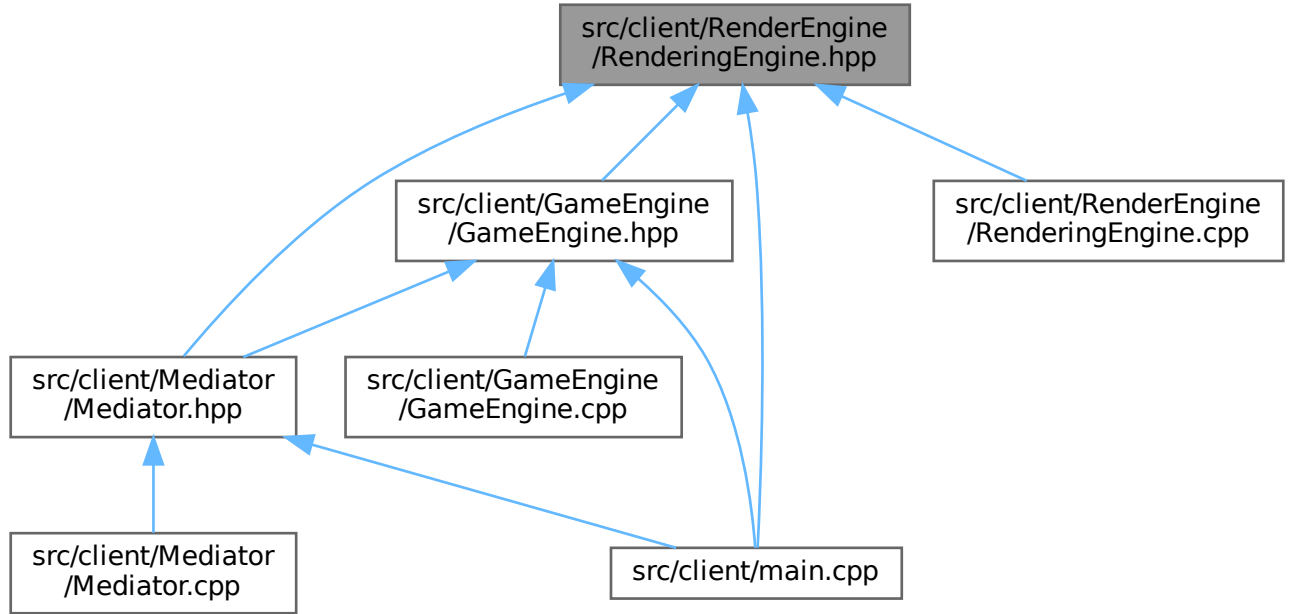 src/client/RenderEngine
/RenderingEngine.hpp
src/client/GameEngine
/GameEngine.hpp
src/client/RenderEngine
/RenderingEngine.cpp
src/client/Mediator
/Mediator.hpp
src/client/GameEngine
/GameEngine.cpp
src/client/Mediator
/Mediator.cpp
src/client/main.cpp